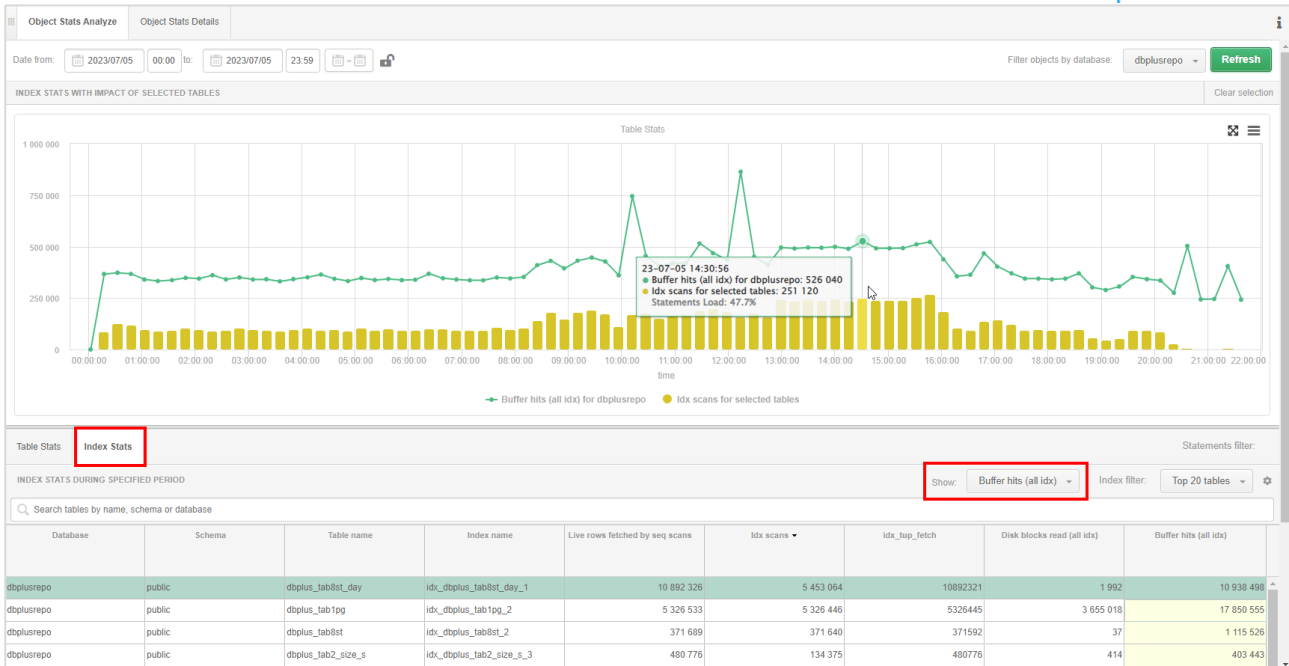 Object Stats Analyze Object Stats Details
Date from: 2023/07/05 00:00 to: 2023/07/05 23:59 Filter objects by database: dbplusrepo Refresh
INDEX STATS WITH IMPACT OF SELECTED TABLES Clear selection
Table Stats
1 000 000
750 000
500 000
250 000
0
23-07-05 14:30:56
Buffer hits (all idx) for dbplusrepo: 526 040
Idx scans for selected tables: 251 120
Statements Load: 47.7%
00:00:00 01:00:00 02:00:00 03:00:00 04:00:00 05:00:00 06:00:00 07:00:00 08:00:00 09:00:00 10:00:00 11:00:00 12:00:00 13:00:00 14:00:00 15:00:00 16:00:00 17:00:00 18:00:00 19:00:00 20:00:00 21:00:00 22:00:00
time
Buffer hits (all idx) for dbplusrepo Idx scans for selected tables
Table Stats Index Stats Statements filter:
INDEX STATS DURING SPECIFIED PERIOD Show: Buffer hits (all idx) Index filter: Top 20 tables
Search tables by name, schema or database
Database Schema Table name Index name Live rows fetched by seq scans Idx scans idx_tup_fetch Disk blocks read (all idx) Buffer hits (all idx)
dbplusrepo public dbplus_tab8st_day idx_dbplus_tab8st_day_1 10 892 326 5 453 064 10892321 1 992 10 938 498
dbplusrepo public dbplus_tab1pg idx_dbplus_tab1pg_2 5 326 533 5 326 446 5326445 3 655 018 17 850 555
dbplusrepo public dbplus_tab8st idx_dbplus_tab8st_2 371 689 371 640 371592 37 1 115 526
dbplusrepo public dbplus_tab2_size_s idx_dbplus_tab2_size_s_3 480 776 134 375 480776 414 403 443